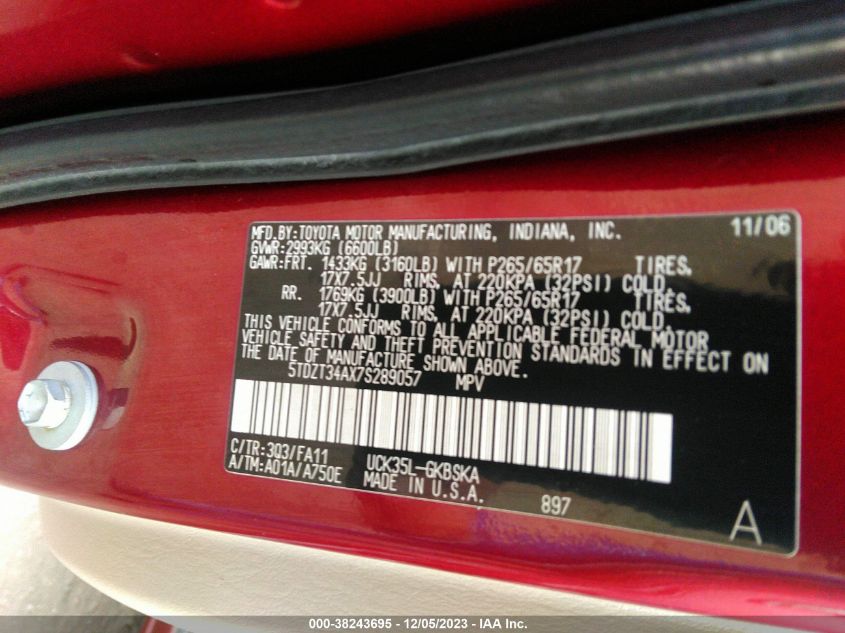 MFD.BY:TOYOTA MOTOR MANUFACTURING, INDIANA, INC. 11/06
GVWR:2993KG (6600LB)
GAWR:FRT. 1433KG (3160LB) WITH P265/65R17 TIRES,
17X7.5JJ RIMS, AT 220KPA (32PSI) COLD.
RR. 1769KG (3900LB) WITH P265/65R17 TIRES,
17X7.5JJ RIMS, AT 220KPA (32PSI) COLD.
THIS VEHICLE CONFORMS TO ALL APPLICABLE FEDERAL MOTOR
VEHICLE SAFETY AND THEFT PREVENTION STANDARDS IN EFFECT ON
THE DATE OF MANUFACTURE SHOWN ABOVE.
5TDZT34AX7S289057 MPV
C/TR:3Q3/FA11 UCK35L-GKBSKA
A/TM:A01A/A750E MADE IN U.S.A.
897
A
000-38243695 - 12/05/2023 - IAA Inc.